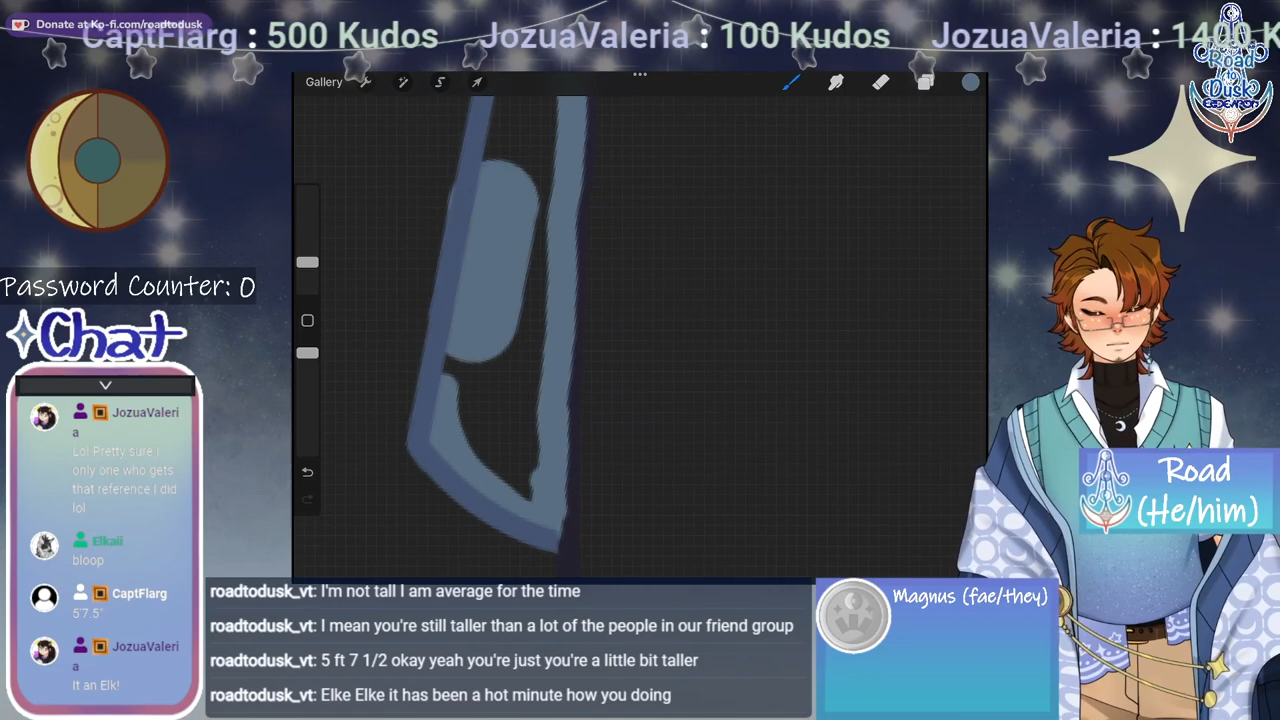 Donate at Ko-fi.com/roadtodusk
CaptFlarg : 500 Kudos JozuaValeria : 100 Kudos JozuaValeria : 1400 K
Road
to
Dusk
Gallery
Password Counter: 0
Chat
JozuaValeri
a
Lol Pretty sure I
only one who gets
that reference I did
lol
Elkaii
bloop
CaptFlarg
5'7.5"
JozuaValeri
a
It an Elk!
Road
(He/him)
roadtodusk_vt: I'm not tall I am average for the time
roadtodusk_vt: I mean you're still taller than a lot of the people in our friend group
roadtodusk_vt: 5 ft 7 1/2 okay yeah you're just you're a little bit taller
roadtodusk_vt: Elke Elke it has been a hot minute how you doing
Magnus (fae/they)